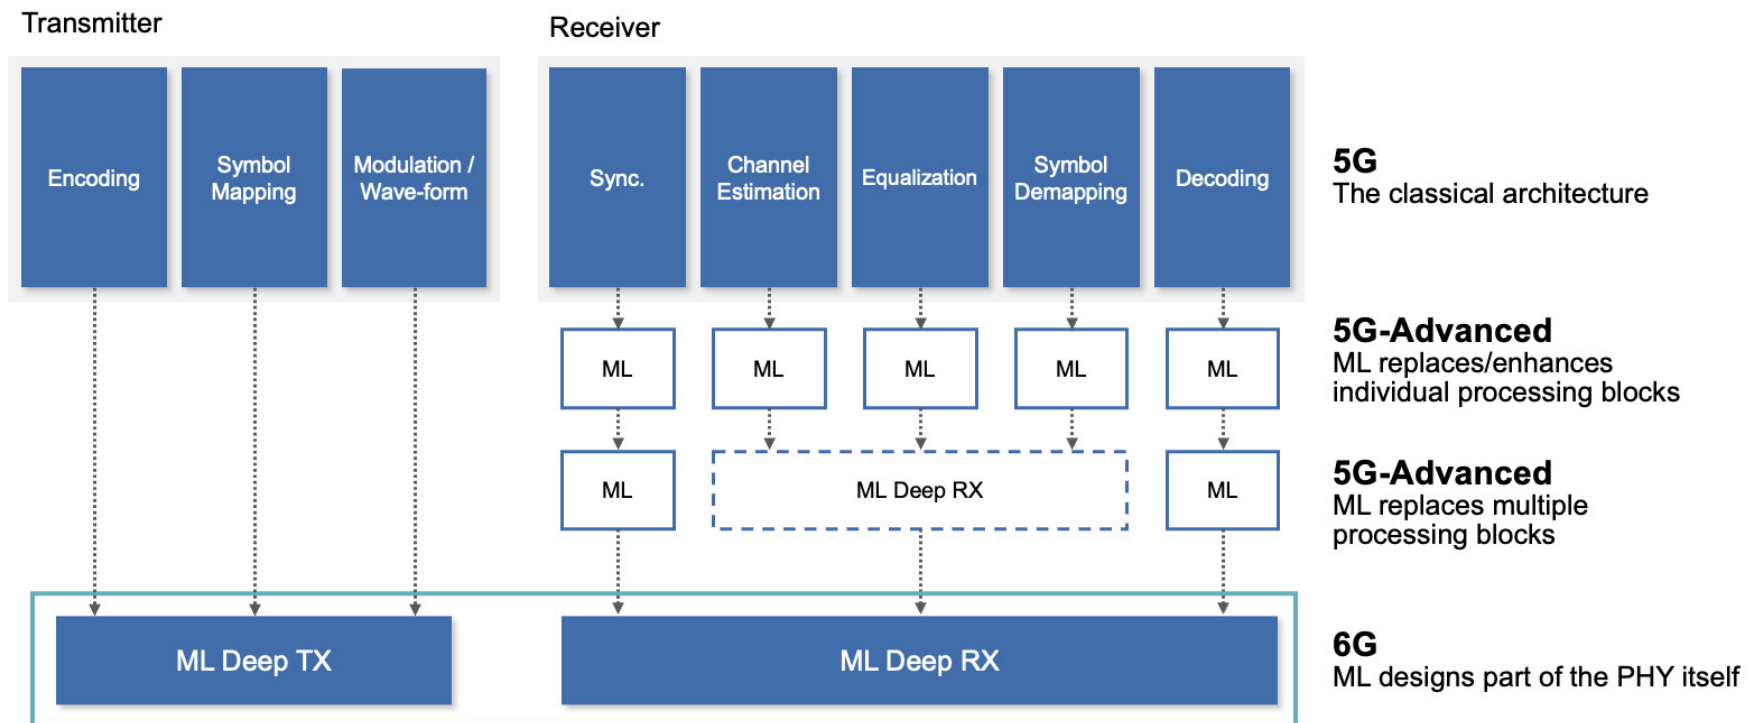 Transmitter
Receiver
Encoding
Symbol
Mapping
Modulation /
Wave-form
Sync.
Channel
Estimation
Equalization
Symbol
Demapping
Decoding
5G
The classical architecture
ML
ML
ML
ML
ML
5G-Advanced
ML replaces/enhances
individual processing blocks
ML
ML Deep RX
ML
5G-Advanced
ML replaces multiple
processing blocks
ML Deep TX
ML Deep RX
6G
ML designs part of the PHY itself